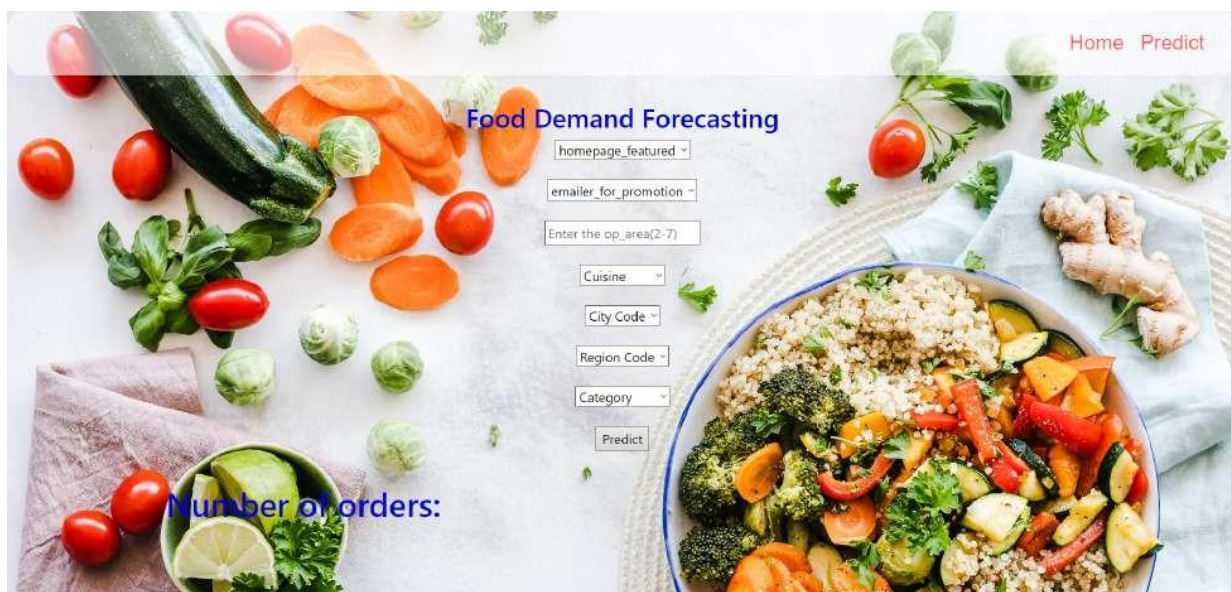 Home Predict
Food Demand Forecasting
homepage_featured
emailer_for_promotion
Enter the op_area(2-7)
Cuisine
City Code
Region Code
Category
Predict
Number of orders: